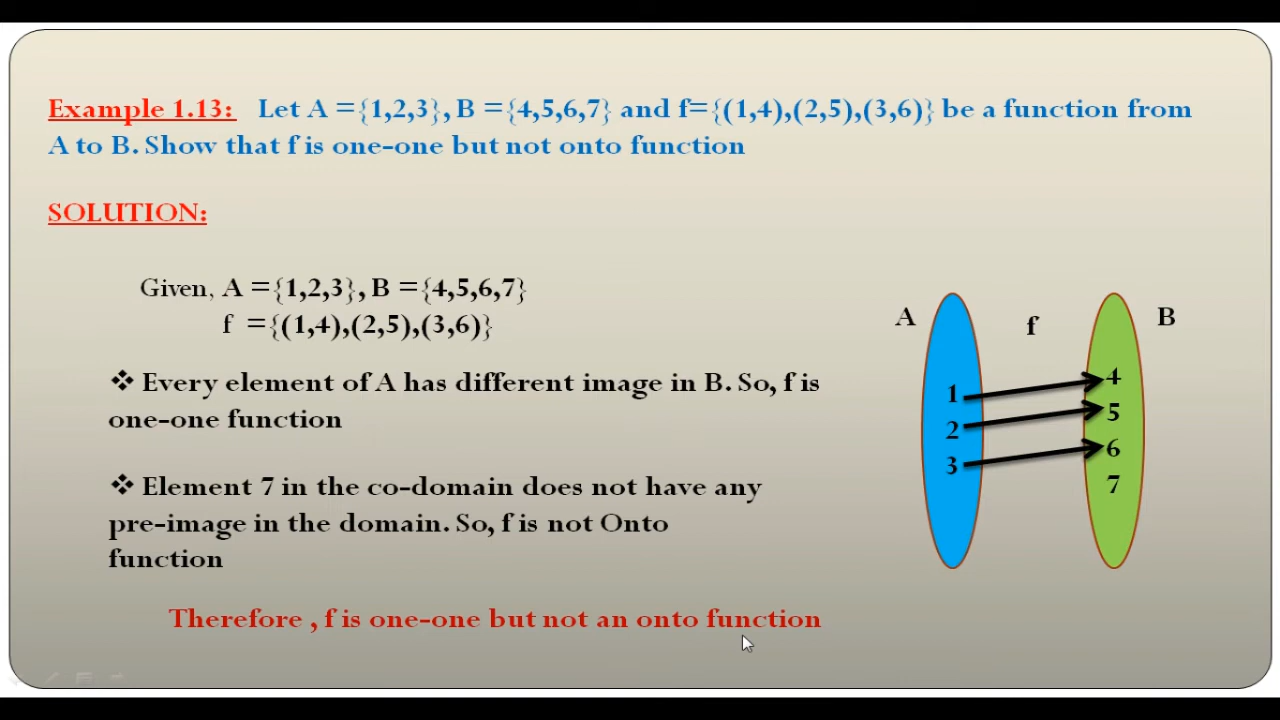 Example 1.13: Let A ={1,2,3}, B ={4,5,6,7} and f={(1,4),(2,5),(3,6)} be a function from
A to B. Show that f is one-one but not onto function
SOLUTION:
Given, A ={1,2,3}, B ={4,5,6,7}
f ={(1,4),(2,5),(3,6)}
❖ Every element of A has different image in B. So, f is
one-one function
❖ Element 7 in the co-domain does not have any
pre-image in the domain. So, f is not Onto
function
Therefore , f is one-one but not an onto function
A f B
1
2
3
4
5
6
7